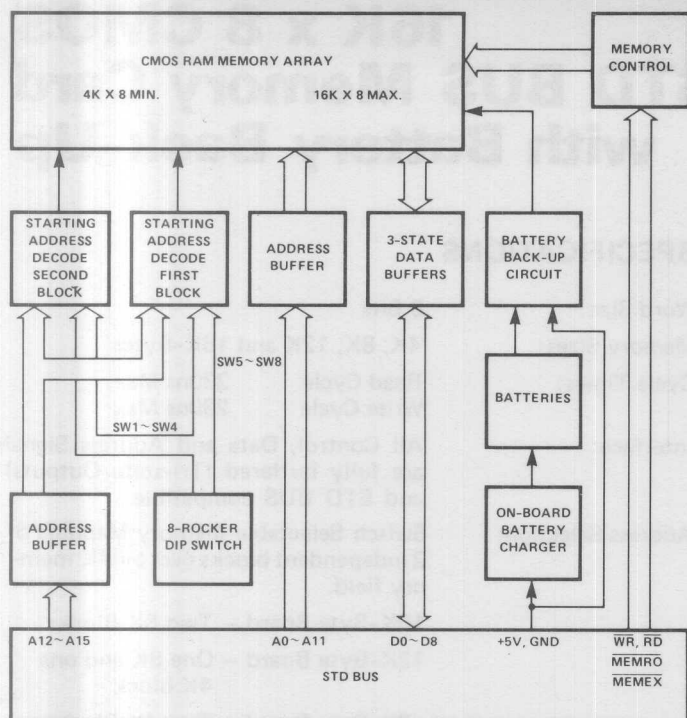 CMOS RAM MEMORY ARRAY
4K X 8 MIN. 16K X 8 MAX.
MEMORY
CONTROL
STARTING
ADDRESS
DECODE
SECOND
BLOCK
STARTING
ADDRESS
DECODE
FIRST
BLOCK
ADDRESS
BUFFER
3-STATE
DATA
BUFFERS
BATTERY
BACK-UP
CIRCUIT
SW5~SW8
SW1~SW4
BATTERIES
ADDRESS
BUFFER
8-ROCKER
DIP SWITCH
ON-BOARD
BATTERY
CHARGER
A12~A15 A0~A11 D0~D8 +5V, GND WR, RD
MEMRO
MEMEX
STD BUS